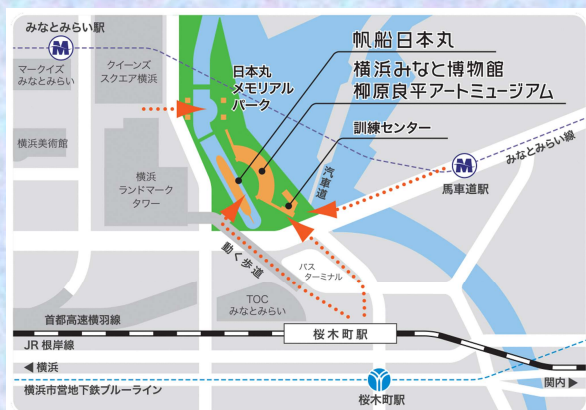 みなとみらい駅
M
マークイズ
みなとみらい
クイーンズ
スクエア横浜
日本丸
メモリアル
パーク
帆船日本丸
横浜みなと博物館
柳原良平アートミュージアム
訓練センター
横浜美術館
横浜
ランドマーク
タワー
汽車道
みなとみらい線
M
馬車道駅
動く歩道
バス
ターミナル
TOC
みなとみらい
首都高速横羽線
桜木町駅
JR 根岸線
横浜
関内
横浜市営地下鉄ブルーライン
桜木町駅